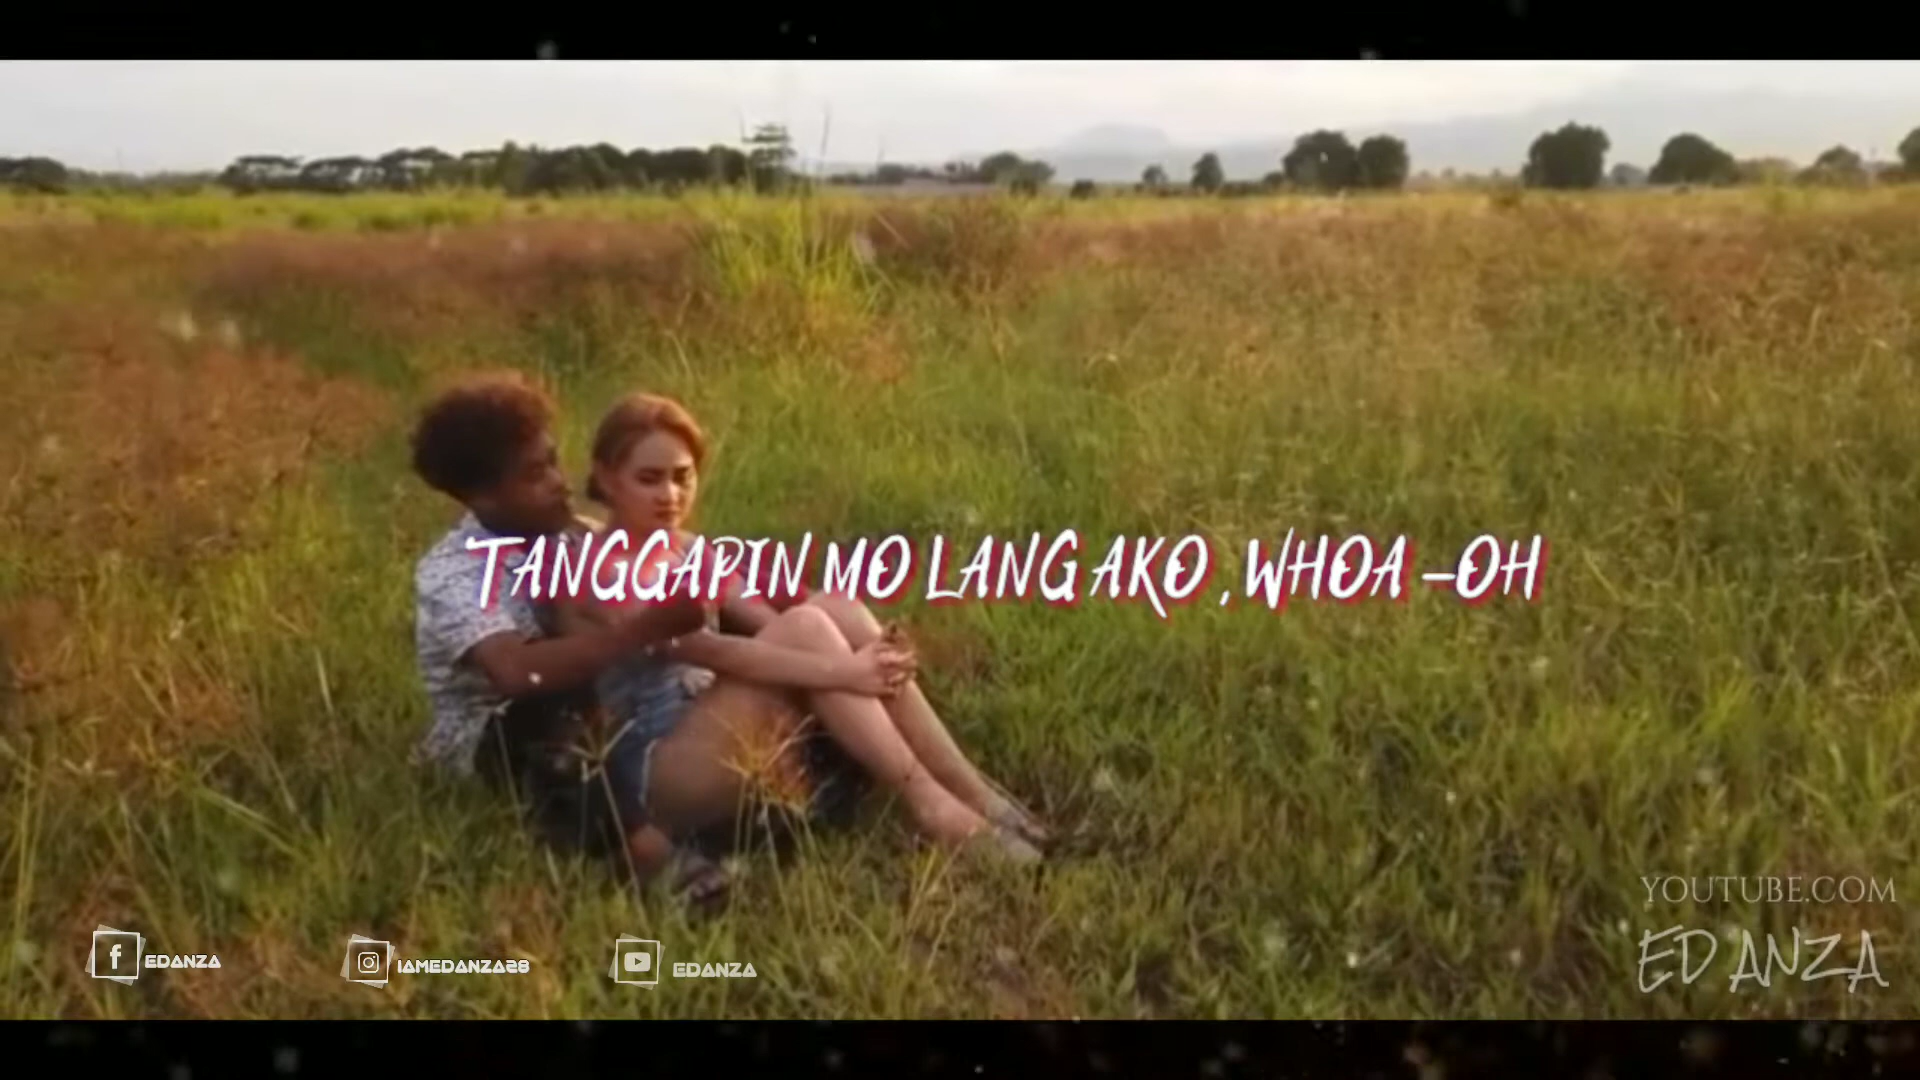 TANGGAPIN MO LANG AKO , WHOA -OH
YOUTUBE.COM
ED ANZA
EDANZA
IAMEDANZA28
EDANZA